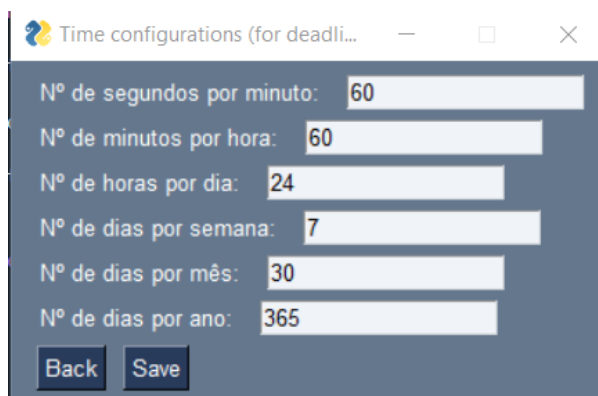 Time configurations (for deadli...
Nº de segundos por minuto: 60
Nº de minutos por hora: 60
Nº de horas por dia: 24
Nº de dias por semana: 7
Nº de dias por mês: 30
Nº de dias por ano: 365
Back Save